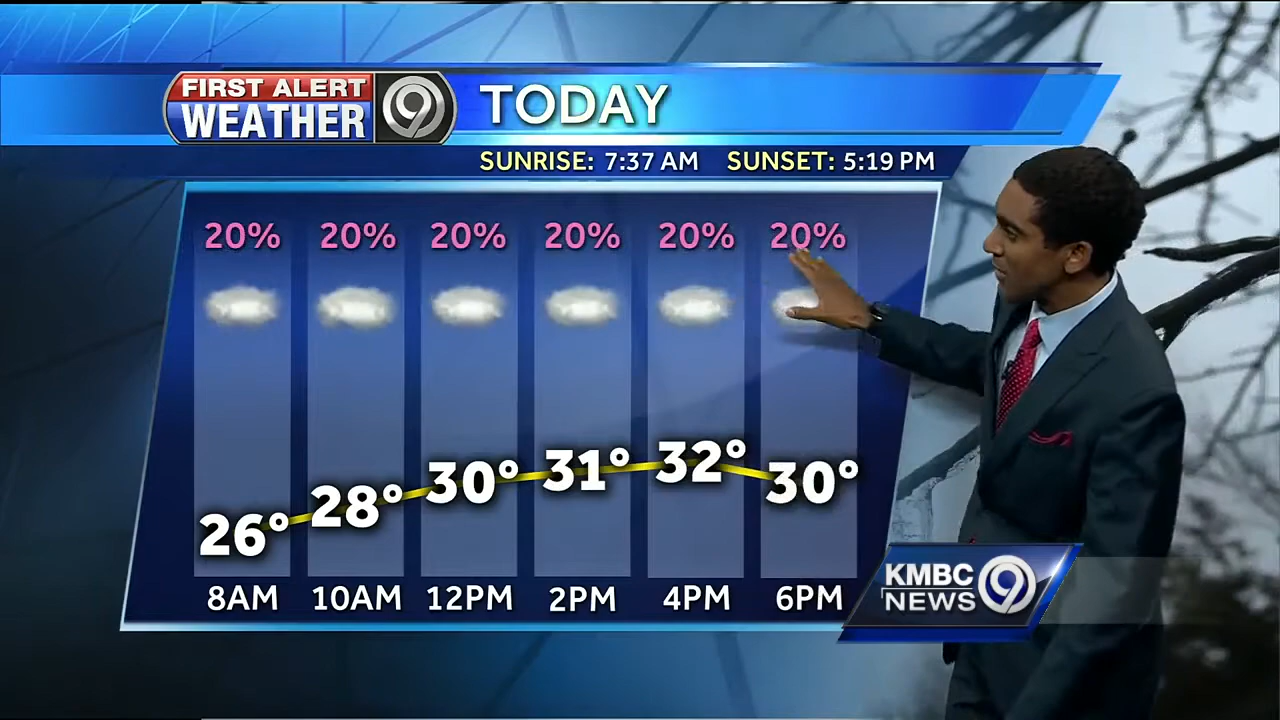 FIRST ALERT
WEATHER 9
TODAY
SUNRISE: 7:37 AM SUNSET: 5:19 PM
20% 20% 20% 20% 20% 20%
26° 28° 30° 31° 32° 30°
8AM 10AM 12PM 2PM 4PM 6PM
KMBC 9
NEWS